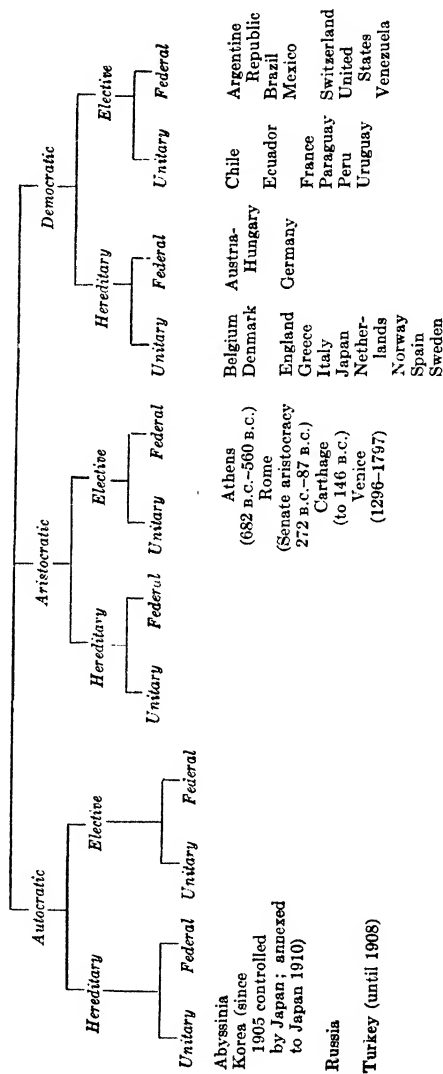 Autocratic Aristocratic Democratic
Hereditary Elective Hereditary Elective Hereditary Elective
Unitary Federal Unitary Federal Unitary Federal Unitary Federal Unitary Federal Unitary Federal
Abyssinia
Korea (since
1905 controlled
by Japan; annexed
to Japan 1910)
Russia
Turkey (until 1908)
Athens
(682 B.C.–560 B.C.)
Rome
(Senate aristocracy
272 B.C.–87 B.C.)
Carthage
(to 146 B.C.)
Venice
(1296–1797)
Belgium
Denmark
England
Greece
Italy
Japan
Nether-
lands
Norway
Spain
Sweden
Austria-
Hungary
Germany
Chile
Ecuador
France
Paraguay
Peru
Uruguay
Argentine
Republic
Brazil
Mexico
Switzerland
United
States
Venezuela